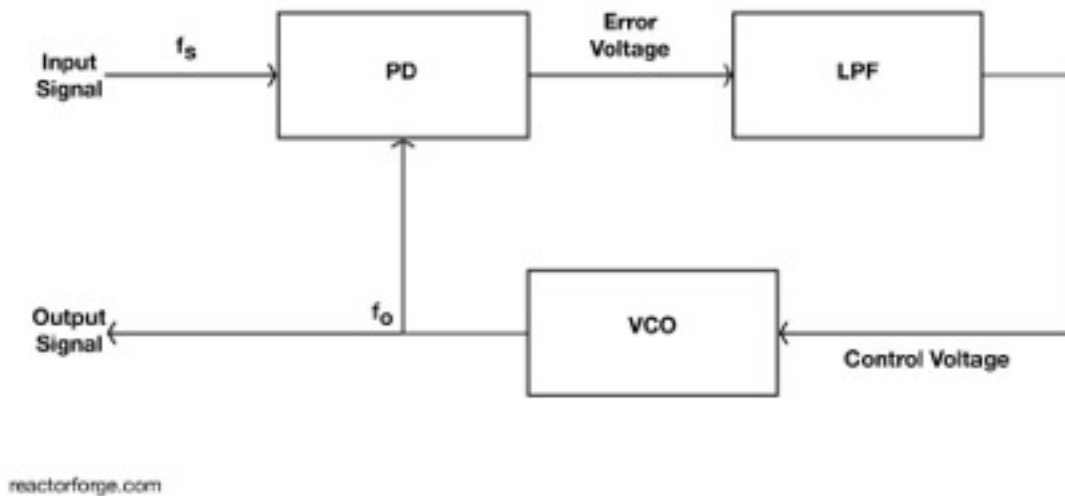 Input
Signal
fs
PD
Error
Voltage
LPF
Output
Signal
fo
VCO
Control Voltage
reactorforge.com